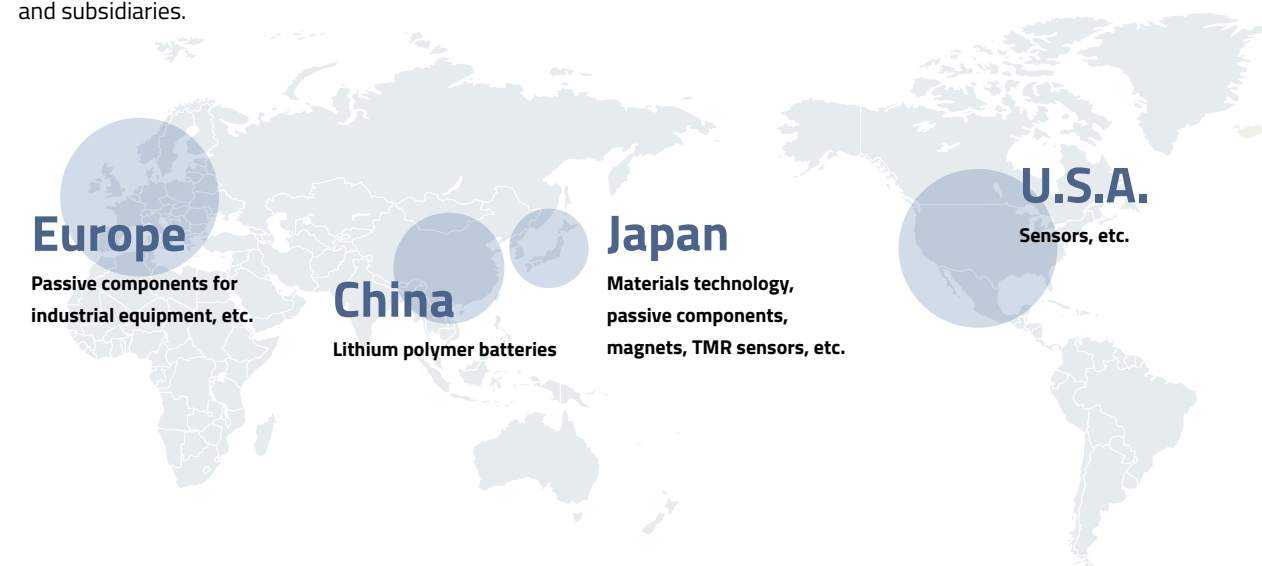 and subsidiaries.
Europe
Passive components for
industrial equipment, etc.
China
Lithium polymer batteries
Japan
Materials technology,
passive components,
magnets, TMR sensors, etc.
U.S.A.
Sensors, etc.